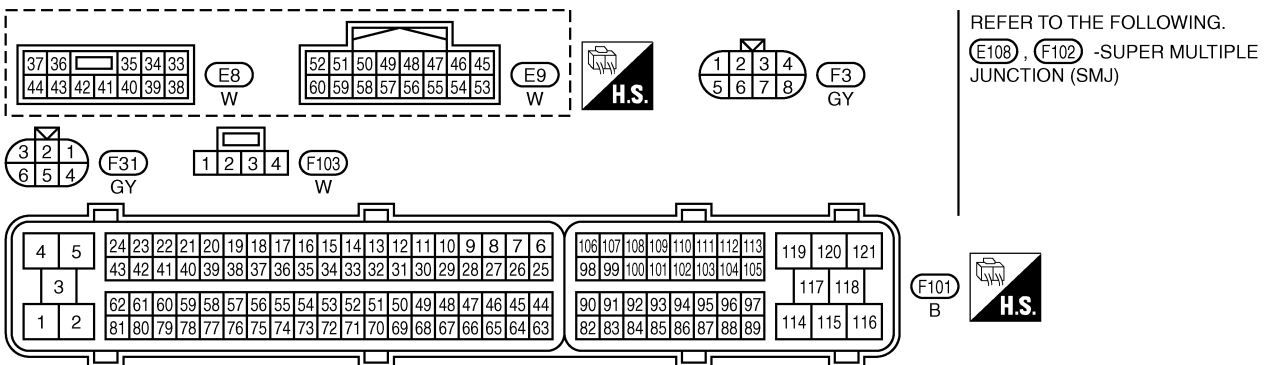 REFER TO THE FOLLOWING.
E108 , F102 -SUPER MULTIPLE
JUNCTION (SMJ)
37 36 35 34 33
44 43 42 41 40 39 38
E8
W
52 51 50 49 48 47 46 45
60 59 58 57 56 55 54 53
E9
W
H.S.
1 2 3 4
5 6 7 8
F3
GY
3 2 1
6 5 4
F31
GY
1 2 3 4
F103
W
4 5
3
1 2
24 23 22 21 20 19 18 17 16 15 14 13 12 11 10 9 8 7 6
43 42 41 40 39 38 37 36 35 34 33 32 31 30 29 28 27 26 25
62 61 60 59 58 57 56 55 54 53 52 51 50 49 48 47 46 45 44
81 80 79 78 77 76 75 74 73 72 71 70 69 68 67 66 65 64 63
106 107 108 109 110 111 112 113
98 99 100 101 102 103 104 105
90 91 92 93 94 95 96 97
82 83 84 85 86 87 88 89
119 120 121
117 118
114 115 116
F101
B
H.S.